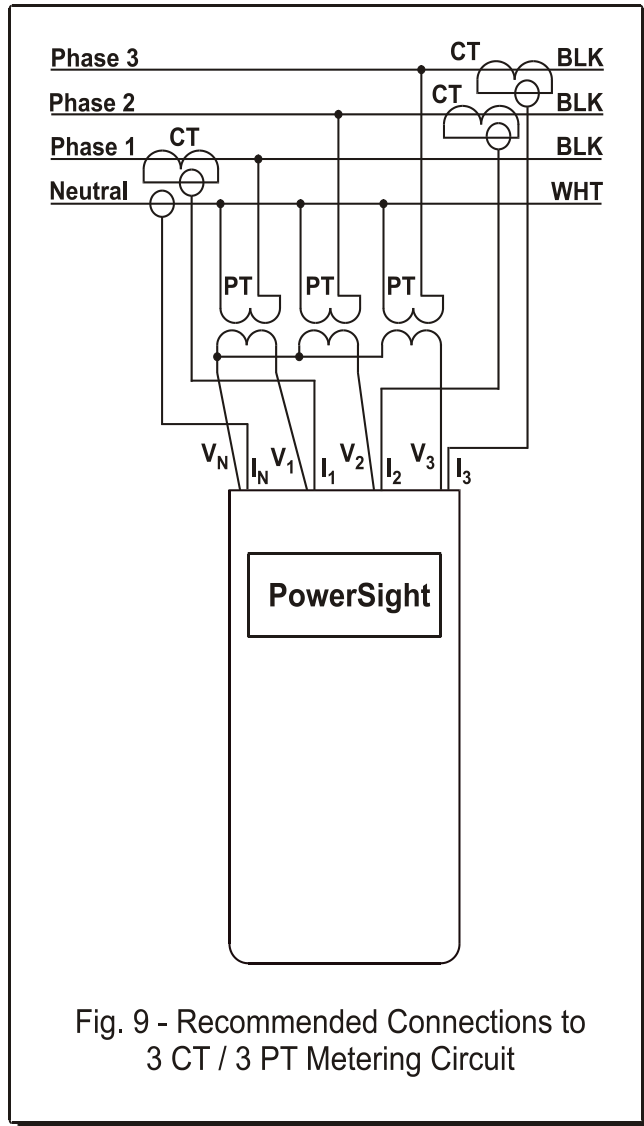 CT
Phase 3 BLK
CT
Phase 2 BLK
CT
Phase 1 BLK
Neutral WHT
PT PT PT
VN IN V1 I1 V2 I2 V3 I3
PowerSight
Fig. 9 - Recommended Connections to
3 CT / 3 PT Metering Circuit